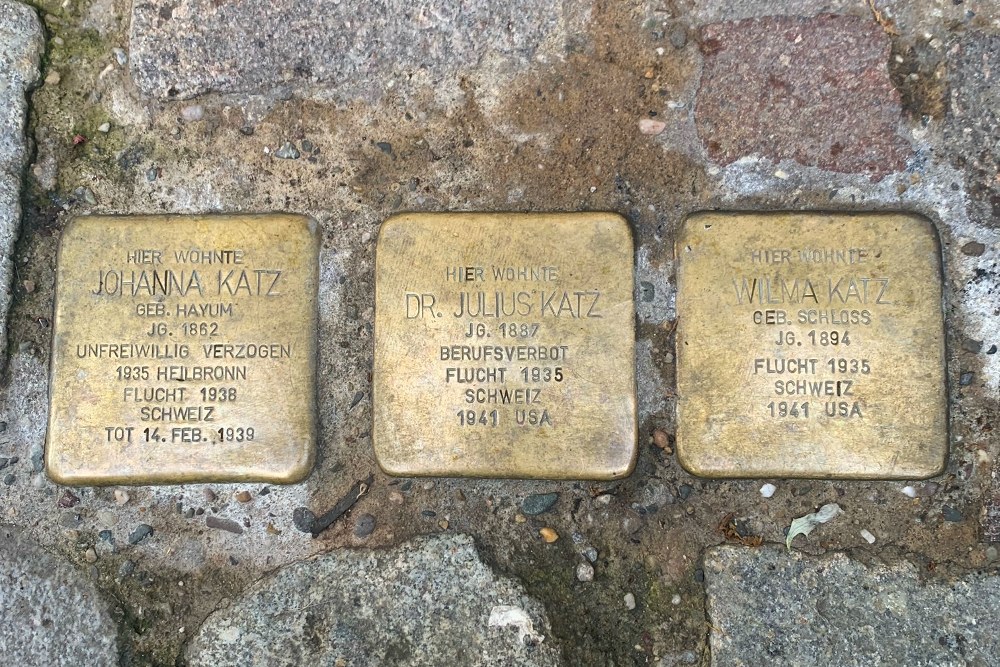 HIER WOHNTE
JOHANNA KATZ
GEB. HAYUM
JG. 1862
UNFREIWILLIG VERZOGEN
1935 HEILBRONN
FLUCHT 1938
SCHWEIZ
TOT 14. FEB. 1939
HIER WOHNTE
DR. JULIUS KATZ
JG. 1887
BERUFSVERBOT
FLUCHT 1935
SCHWEIZ
1941 USA
HIER WOHNTE
WILMA KATZ
GEB. SCHLOSS
JG. 1894
FLUCHT 1935
SCHWEIZ
1941 USA